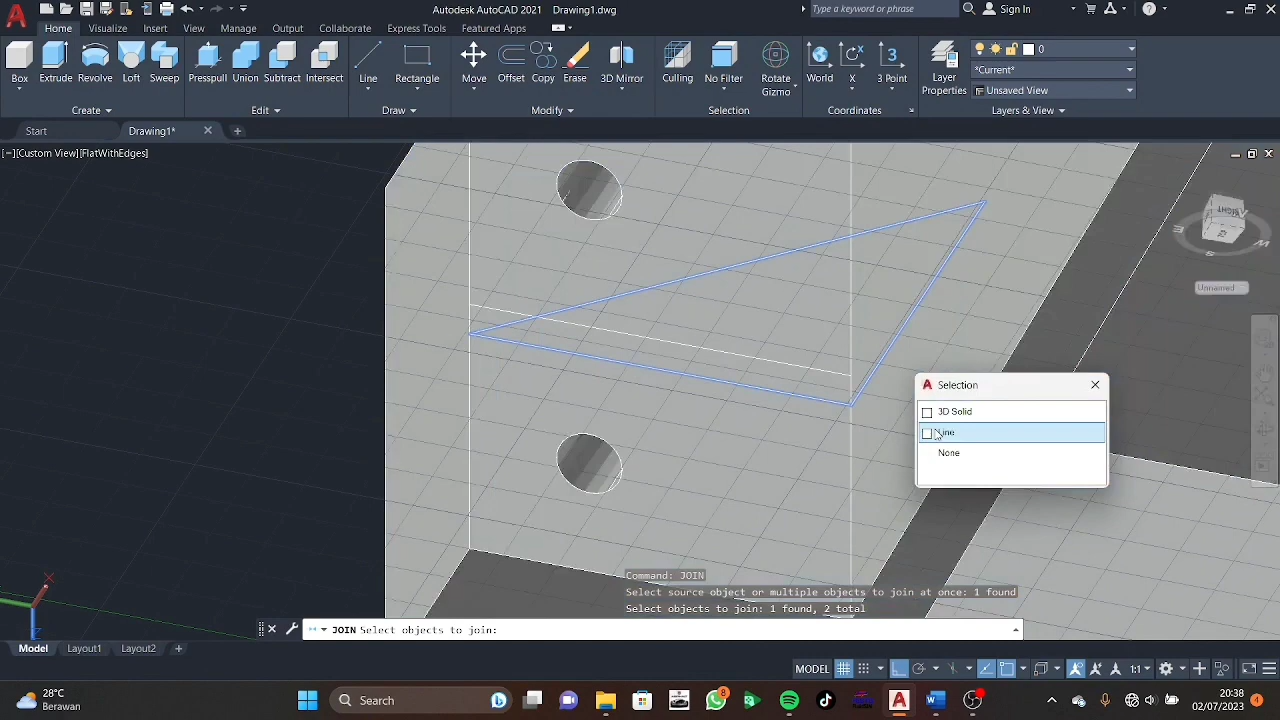 Autodesk AutoCAD 2021 Drawing1.dwg
Type a keyword or phrase
Sign In
Home Visualize Insert View Manage Output Collaborate Express Tools Featured Apps
Box Extrude Revolve Loft Sweep Presspull Union Subtract Intersect Line Rectangle Move Offset Copy Erase 3D Mirror Culling No Filter Rotate Gizmo World X 3 Point Layer Properties
0
*Current*
Unsaved View
Create Edit Draw Modify Selection Coordinates Layers & View
Start Drawing1*
[−][Custom View][FlatWithEdges]
RIGHT
Unnamed
Selection
3D Solid
Line
None
Command: JOIN
Select source object or multiple objects to join at once: 1 found
Select objects to join: 1 found, 2 total
JOIN Select objects to join:
Model Layout1 Layout2
MODEL 1:1
28°C
Berawan
Search
8
20:38
02/07/2023
4